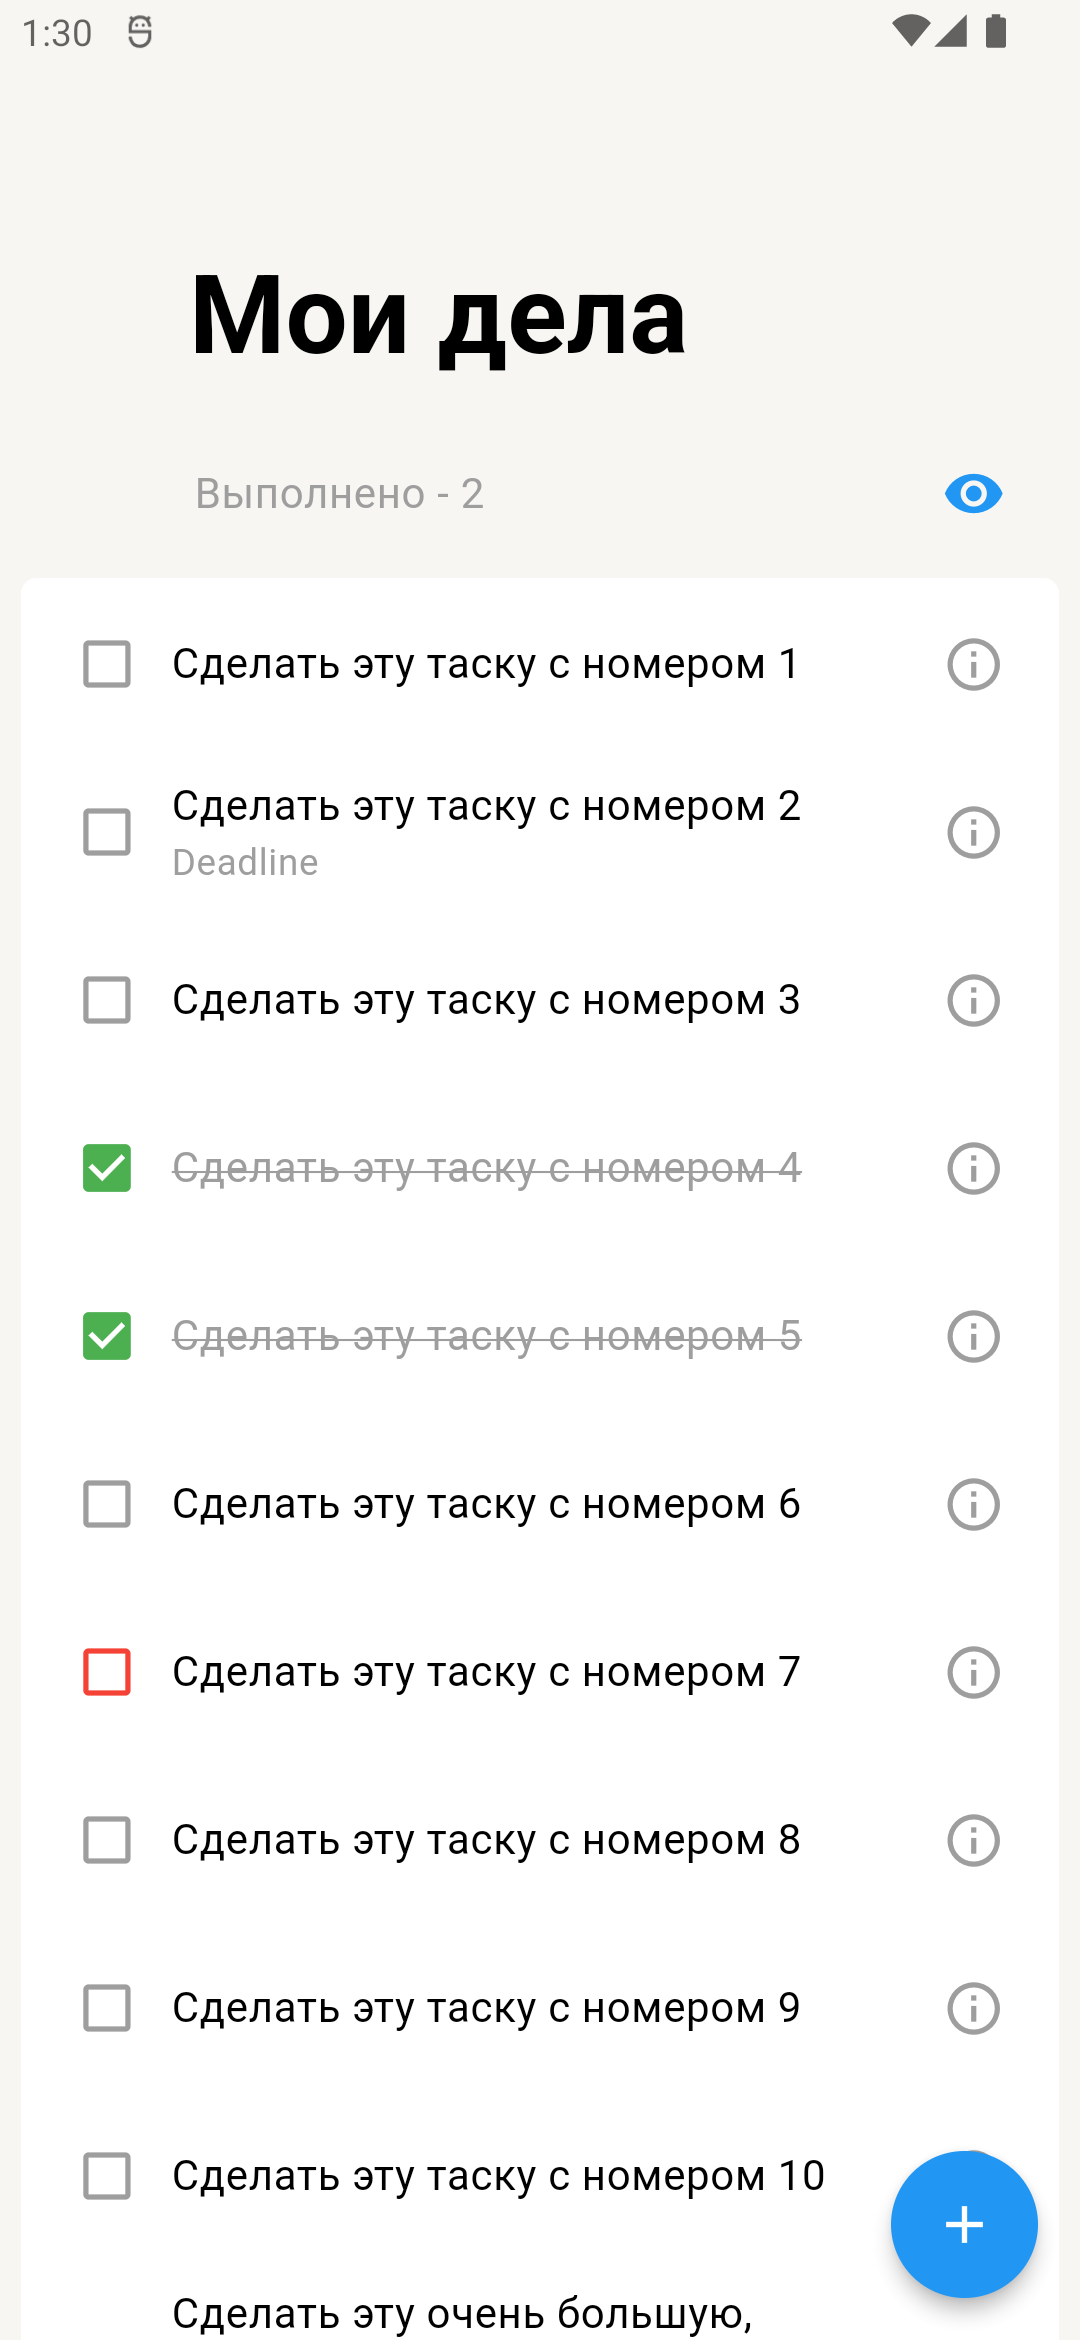 1:30
Мои дела
Выполнено - 2
Сделать эту таску с номером 1
Сделать эту таску с номером 2
Deadline
Сделать эту таску с номером 3
Сделать эту таску с номером 4
Сделать эту таску с номером 5
Сделать эту таску с номером 6
Сделать эту таску с номером 7
Сделать эту таску с номером 8
Сделать эту таску с номером 9
Сделать эту таску с номером 10
Сделать эту очень большую,